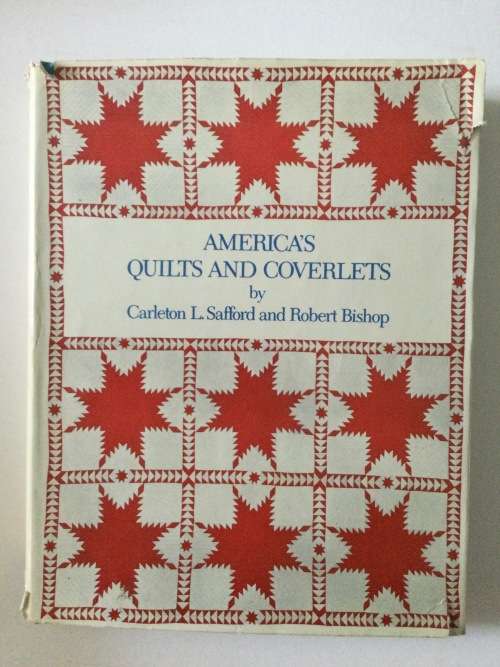 AMERICA'S
QUILTS AND COVERLETS
by
Carleton L. Safford and Robert Bishop